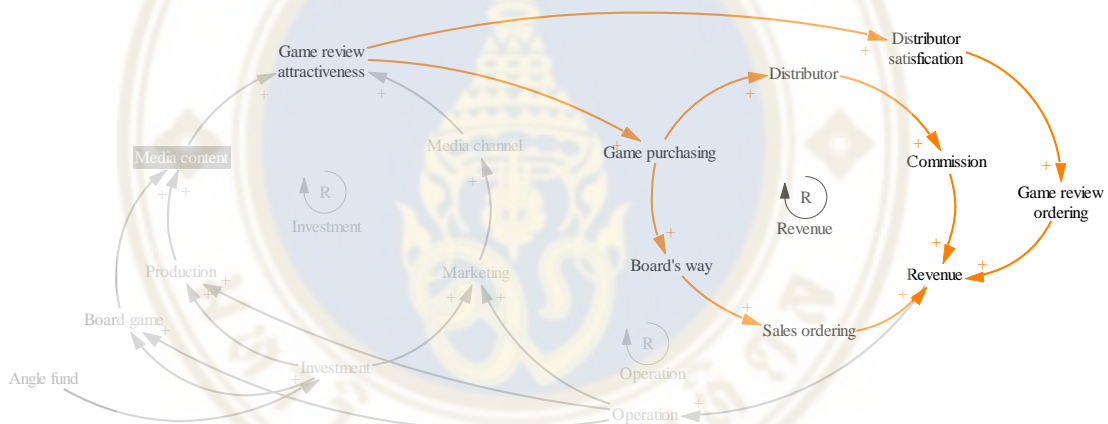 Game review
attractiveness
Distributor
satisfication
Distributor
Media content
Media channel
Game purchasing
Commission
R
Investment
R
Revenue
Game review
ordering
Production
Marketing
Board's way
Revenue
Board game
Sales ordering
R
Operation
Investment
Angle fund
Operation